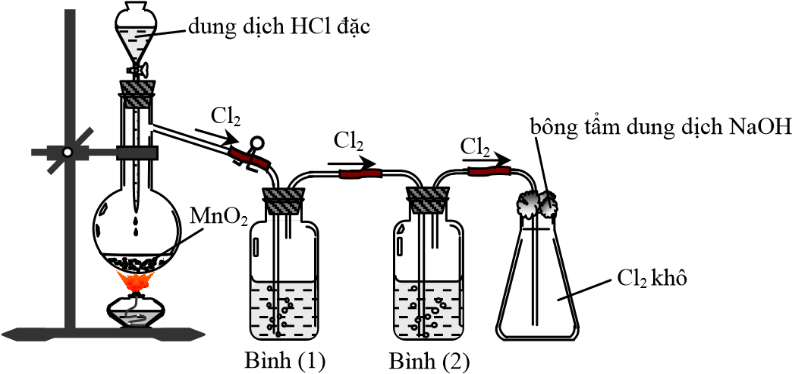 dung dịch HCl đặc
Cl₂
Cl₂
Cl₂
bông tẩm dung dịch NaOH
MnO₂
Cl₂ khô
Bình (1)
Bình (2)